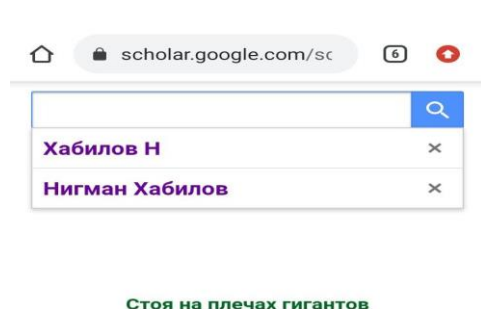 scholar.google.com/sc
6
Хабилов Н
Нигман Хабилов
Стоя на плечах гигантов